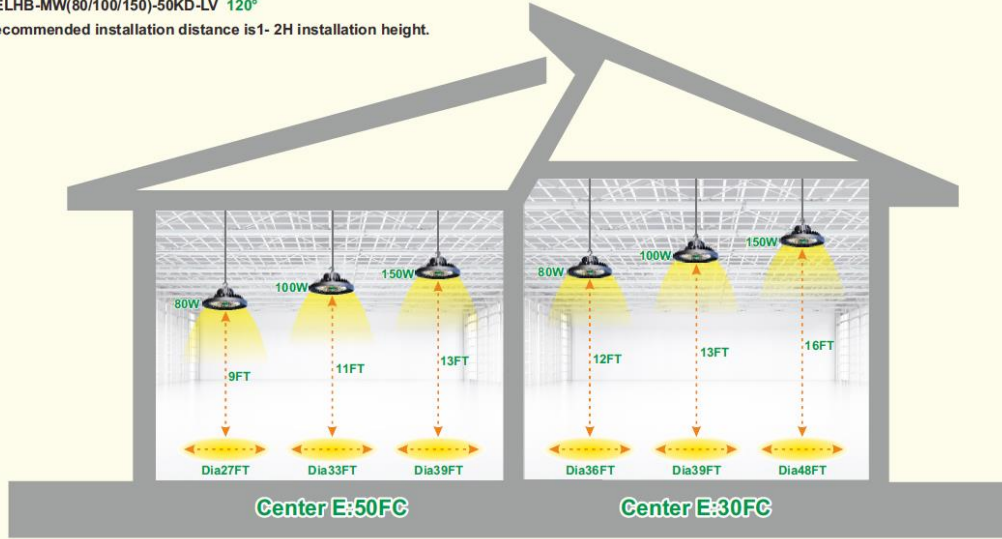 ELHB-MW(80/100/150)-50KD-LV 120°
commended installation distance is1- 2H installation height.
80W
100W
150W
9FT
11FT
13FT
Dia27FT
Dia33FT
Dia39FT
Center E:50FC
80W
100W
150W
12FT
13FT
16FT
Dia36FT
Dia39FT
Dia48FT
Center E:30FC